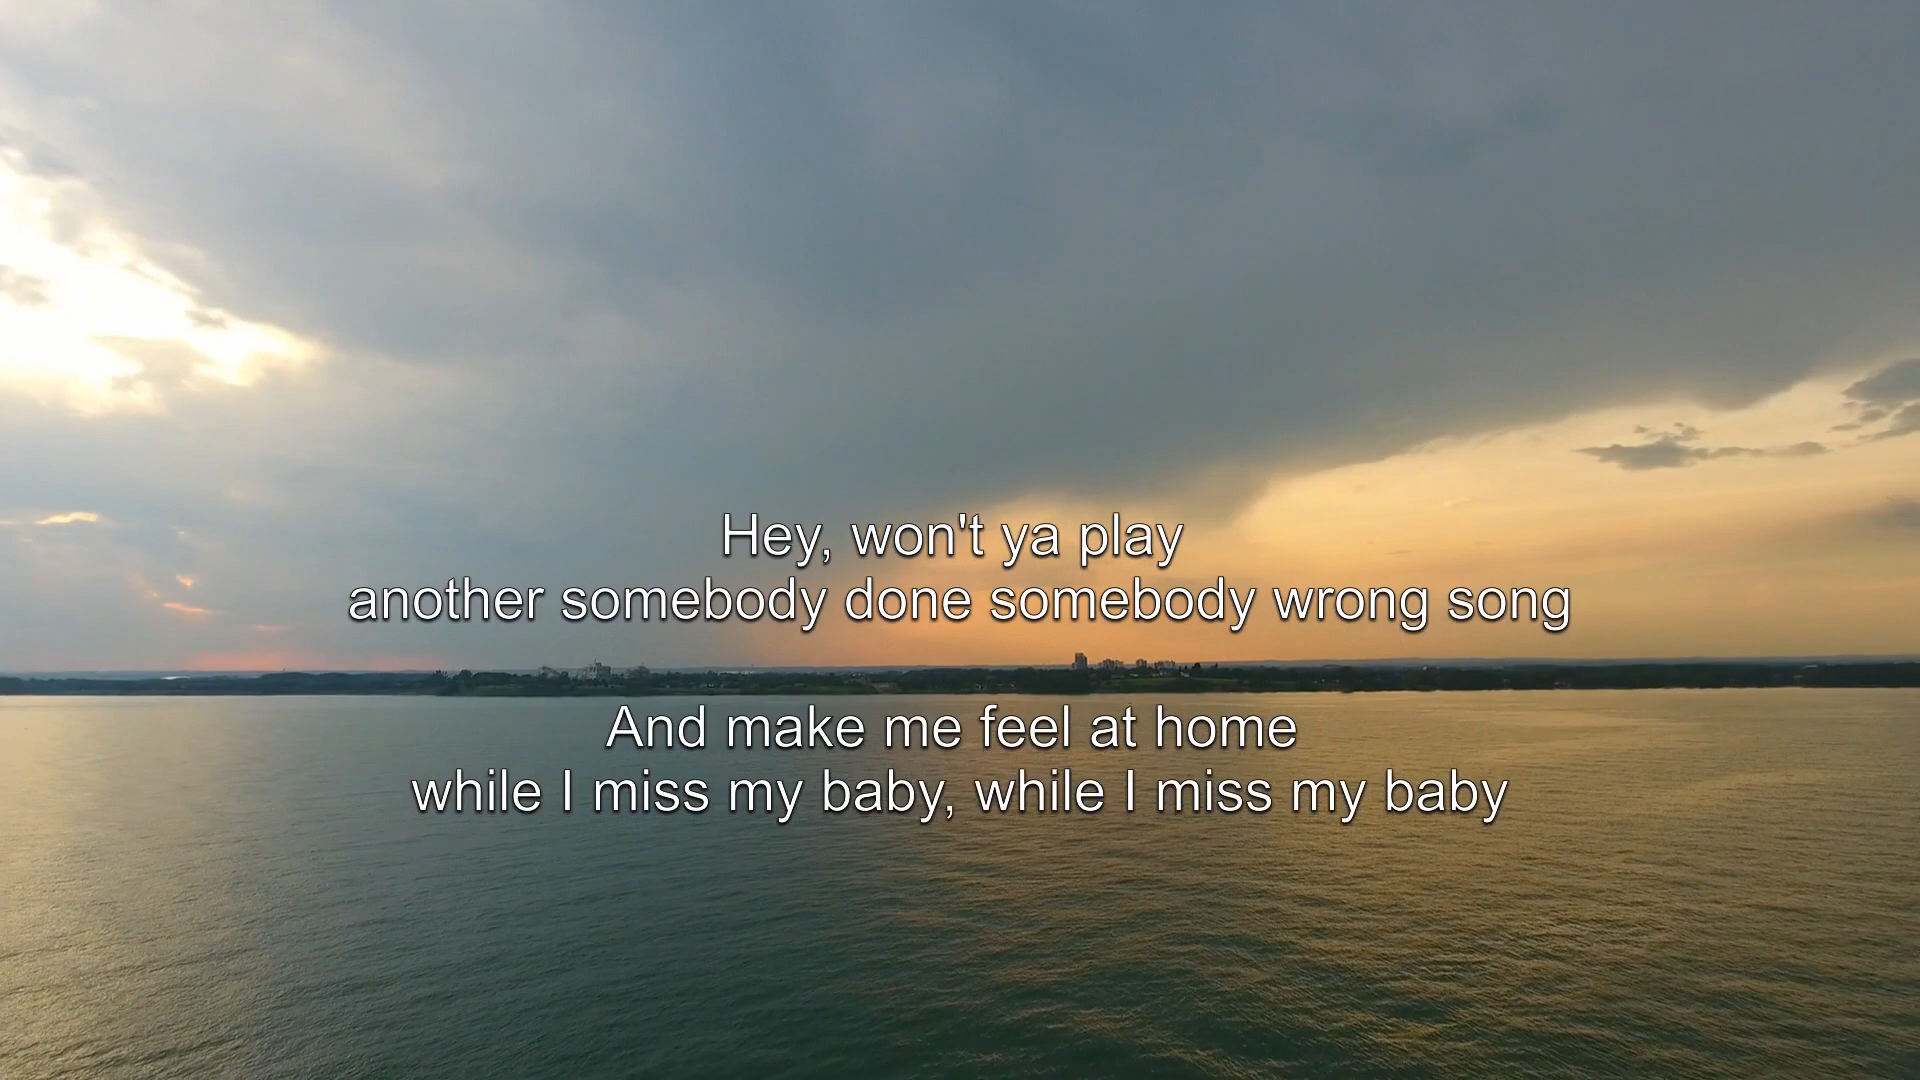 Hey, won't ya play
another somebody done somebody wrong song
And make me feel at home
while I miss my baby, while I miss my baby